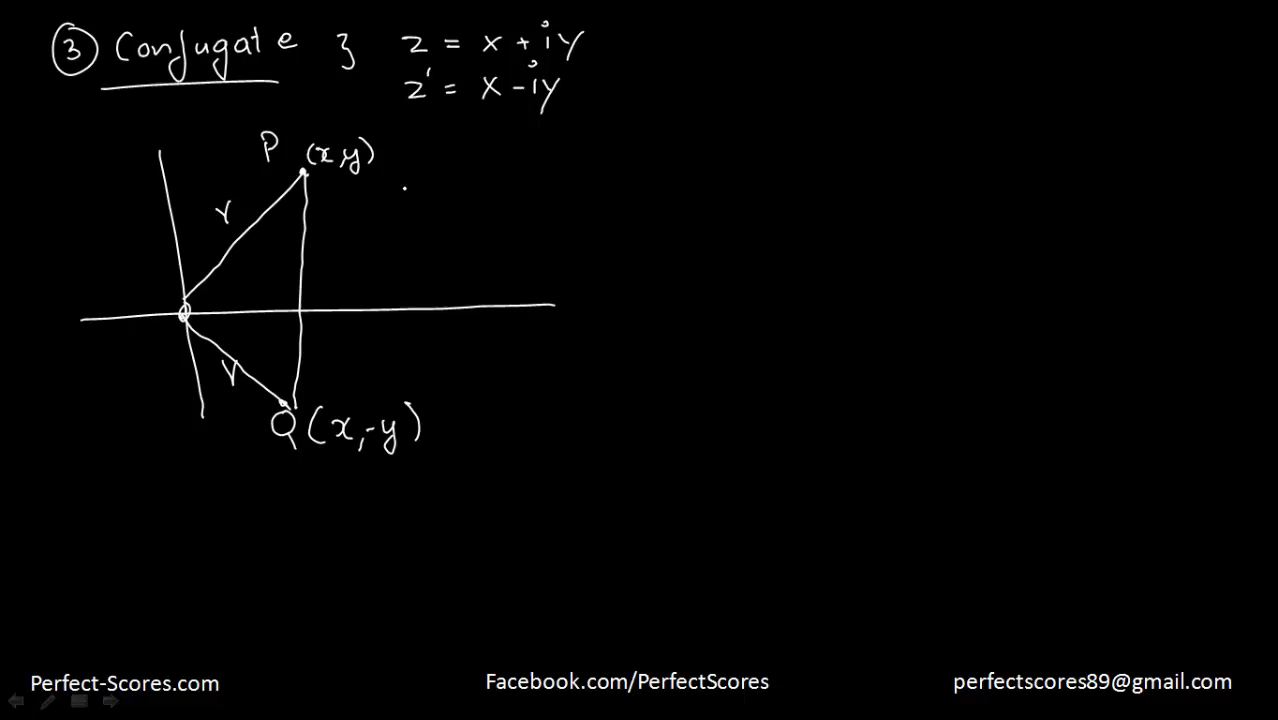 ③ Conjugate } z = x + iy
z' = x - iy
P (x, y)
r
r
Q (x, -y)
Perfect-Scores.com Facebook.com/PerfectScores perfectscores89@gmail.com